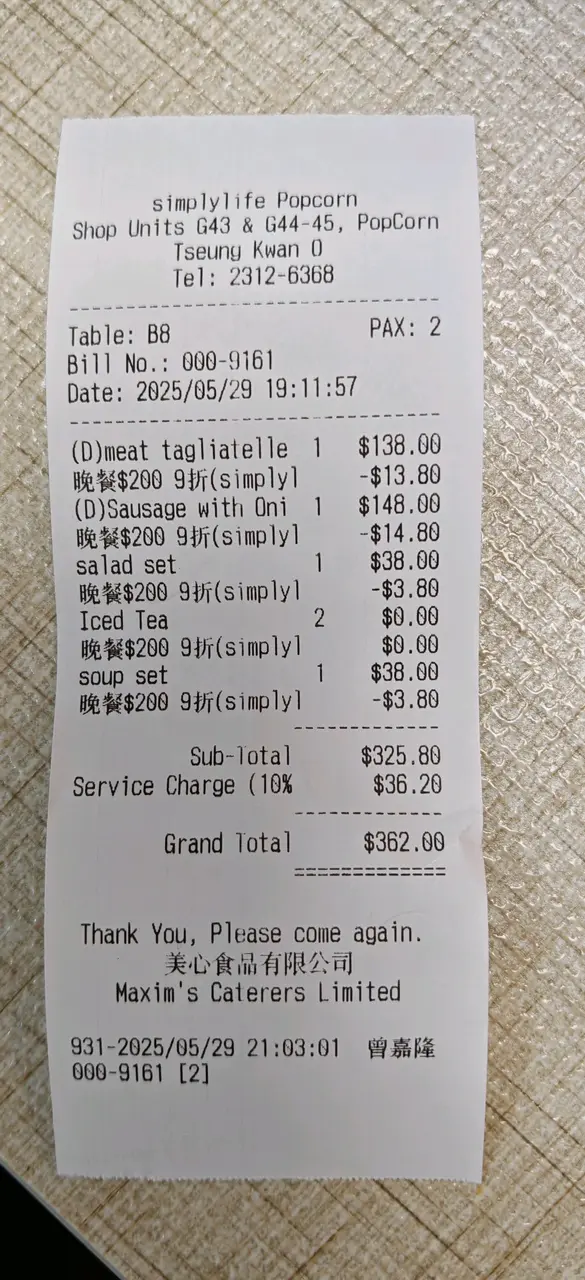 simplylife Popcorn
Shop Units G43 & G44-45, PopCorn
Tseung Kwan O
Tel: 2312-6368
Table: B8 PAX: 2
Bill No.: 000-9161
Date: 2025/05/29 19:11:57
(D)meat tagliatelle 1 $138.00
晚餐$200 9折(simplyl -$13.80
(D)Sausage with Oni 1 $148.00
晚餐$200 9折(simplyl -$14.80
salad set 1 $38.00
晚餐$200 9折(simplyl -$3.80
Iced Tea 2 $0.00
晚餐$200 9折(simplyl $0.00
soup set 1 $38.00
晚餐$200 9折(simplyl -$3.80
Sub-Total $325.80
Service Charge (10% $36.20
Grand Total $362.00
Thank You, Please come again.
美心食品有限公司
Maxim's Caterers Limited
931-2025/05/29 21:03:01 曾嘉隆
000-9161 [2]